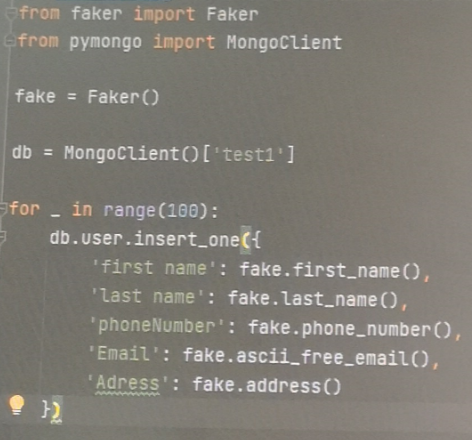 from faker import Faker
from pymongo import MongoClient
fake = Faker()
db = MongoClient()['test1']
for _ in range(100):
db.user.insert_one({
'first name': fake.first_name(),
'last name': fake.last_name(),
'phoneNumber': fake.phone_number(),
'Email': fake.ascii_free_email(),
'Adress': fake.address()
})